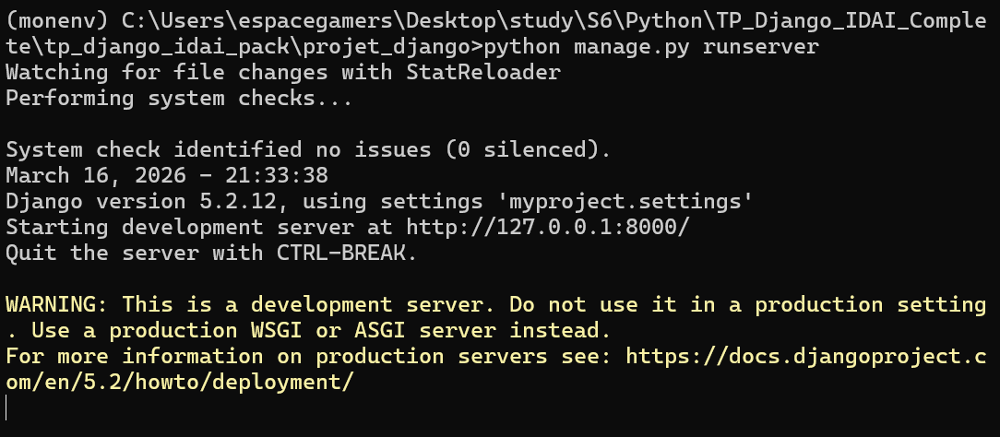 (monenv) C:\Users\espacegamers\Desktop\study\S6\Python\TP_Django_IDAI_Comple
te\tp_django_idai_pack\projet_django>python manage.py runserver
Watching for file changes with StatReloader
Performing system checks...
System check identified no issues (0 silenced).
March 16, 2026 - 21:33:38
Django version 5.2.12, using settings 'myproject.settings'
Starting development server at http://127.0.0.1:8000/
Quit the server with CTRL-BREAK.
WARNING: This is a development server. Do not use it in a production setting
. Use a production WSGI or ASGI server instead.
For more information on production servers see: https://docs.djangoproject.c
om/en/5.2/howto/deployment/